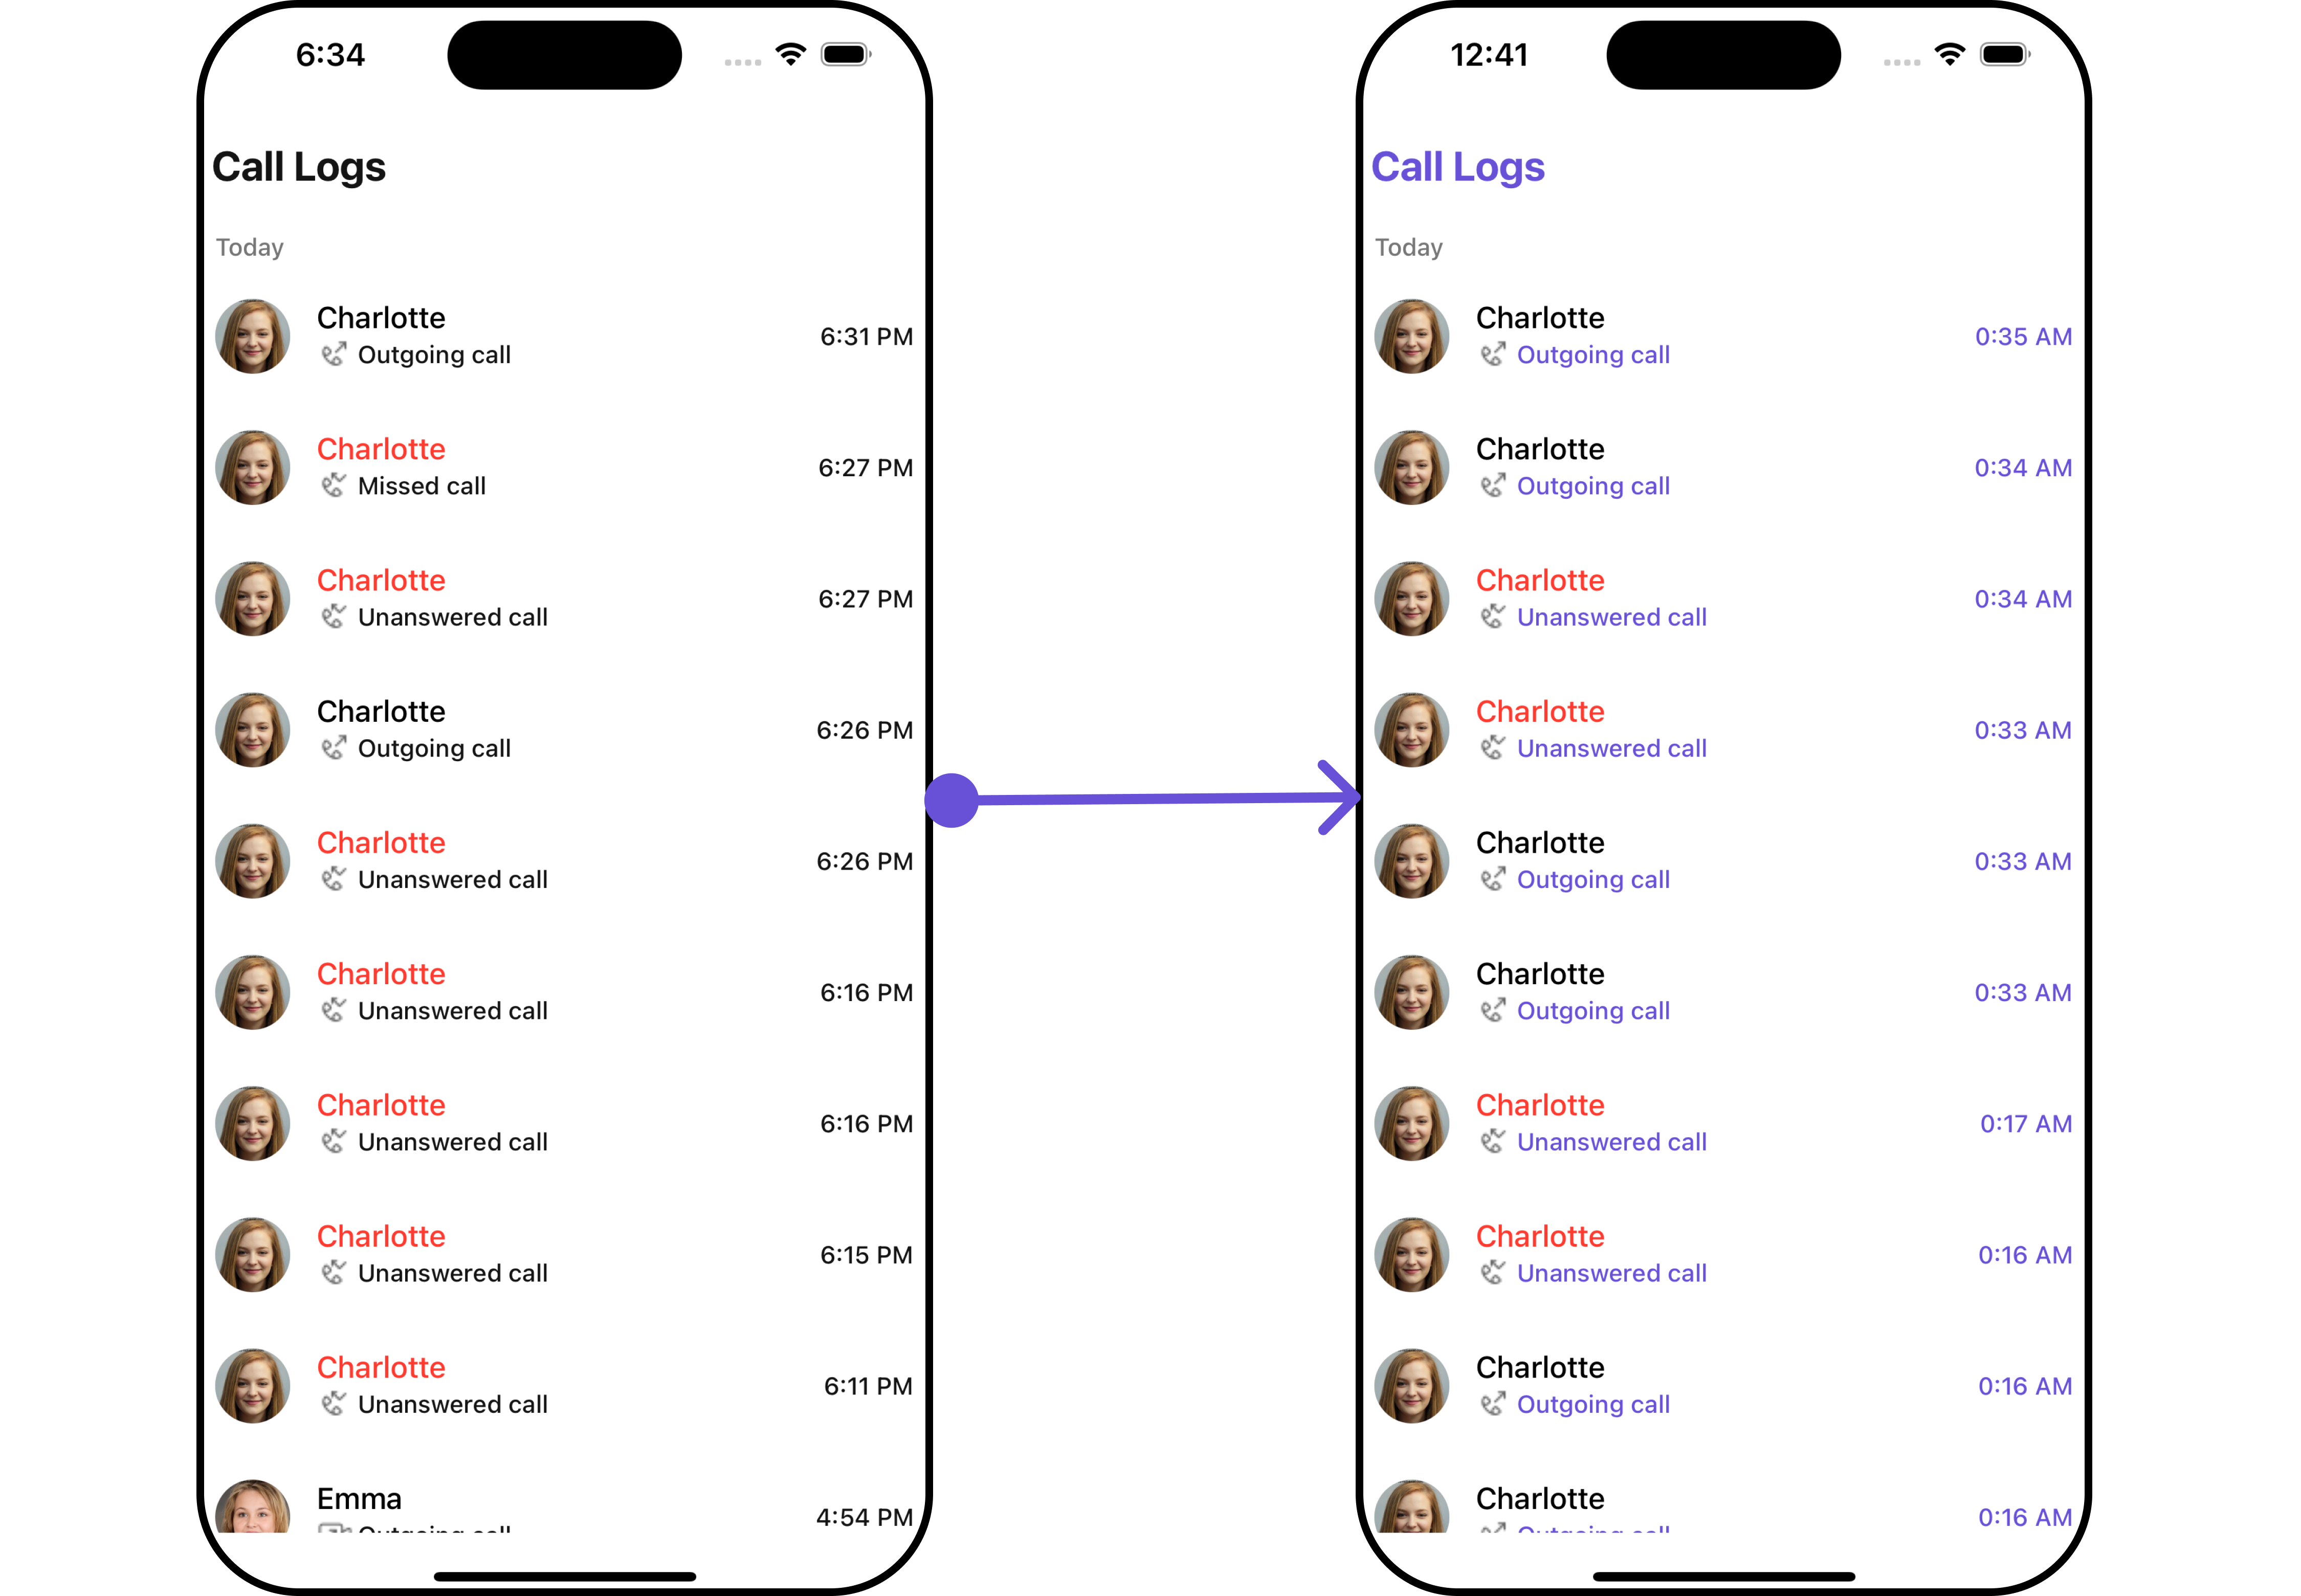 6:34
Call Logs
Today
Charlotte
Outgoing call
6:31 PM
Charlotte
Missed call
6:27 PM
Charlotte
Unanswered call
6:27 PM
Charlotte
Outgoing call
6:26 PM
Charlotte
Unanswered call
6:26 PM
Charlotte
Unanswered call
6:16 PM
Charlotte
Unanswered call
6:16 PM
Charlotte
Unanswered call
6:15 PM
Charlotte
Unanswered call
6:11 PM
Emma
Outgoing call
4:54 PM
12:41
Call Logs
Today
Charlotte
Outgoing call
0:35 AM
Charlotte
Outgoing call
0:34 AM
Charlotte
Unanswered call
0:34 AM
Charlotte
Unanswered call
0:33 AM
Charlotte
Outgoing call
0:33 AM
Charlotte
Outgoing call
0:33 AM
Charlotte
Unanswered call
0:17 AM
Charlotte
Unanswered call
0:16 AM
Charlotte
Outgoing call
0:16 AM
Charlotte
Outgoing call
0:16 AM